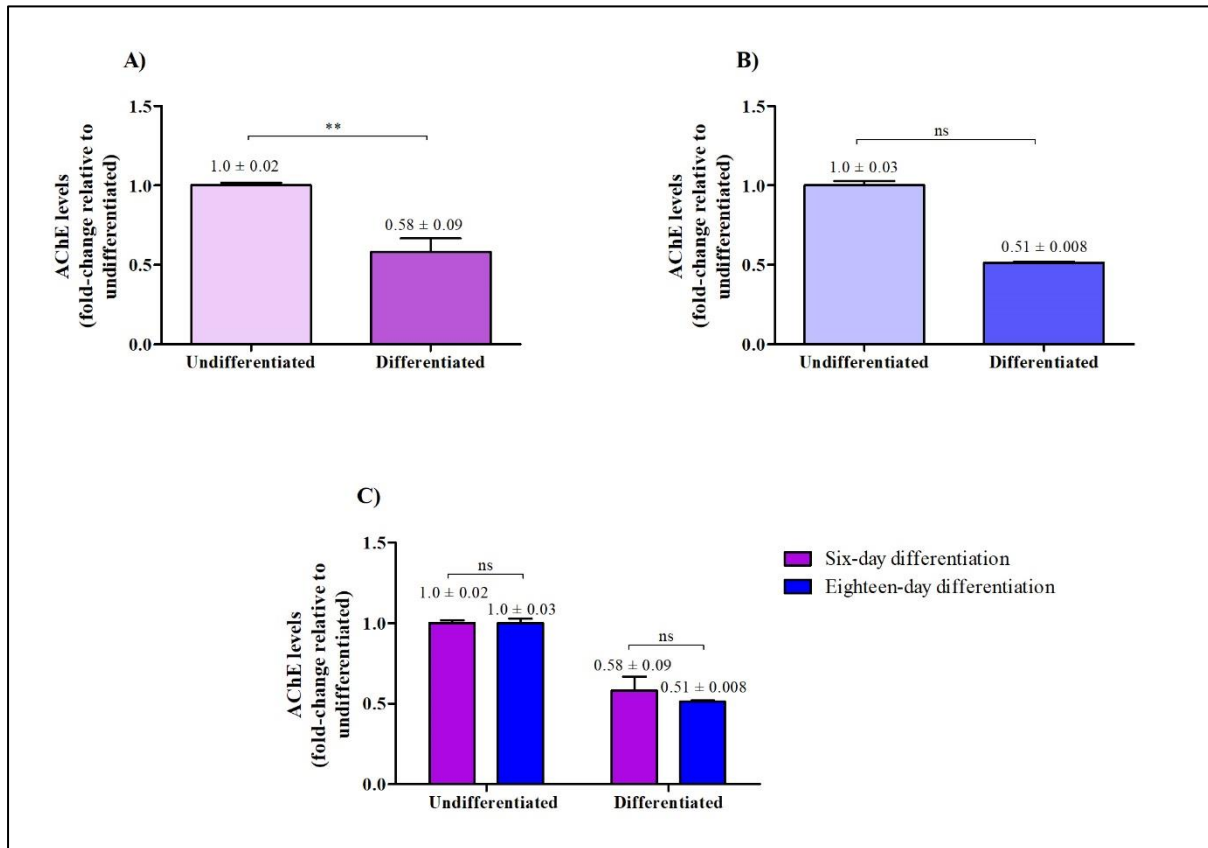 A)
AChE levels
(fold-change relative to
undifferentiated)
1.5
1.0
0.5
0.0
**
1.0 ± 0.02
0.58 ± 0.09
Undifferentiated
Differentiated
B)
AChE levels
(fold-change relative to
undifferentiated)
1.5
1.0
0.5
0.0
ns
1.0 ± 0.03
0.51 ± 0.008
Undifferentiated
Differentiated
C)
AChE levels
(fold-change relative to
undifferentiated)
1.5
1.0
0.5
0.0
ns
1.0 ± 0.02
1.0 ± 0.03
ns
0.58 ± 0.09
0.51 ± 0.008
Undifferentiated
Differentiated
Six-day differentiation
Eighteen-day differentiation